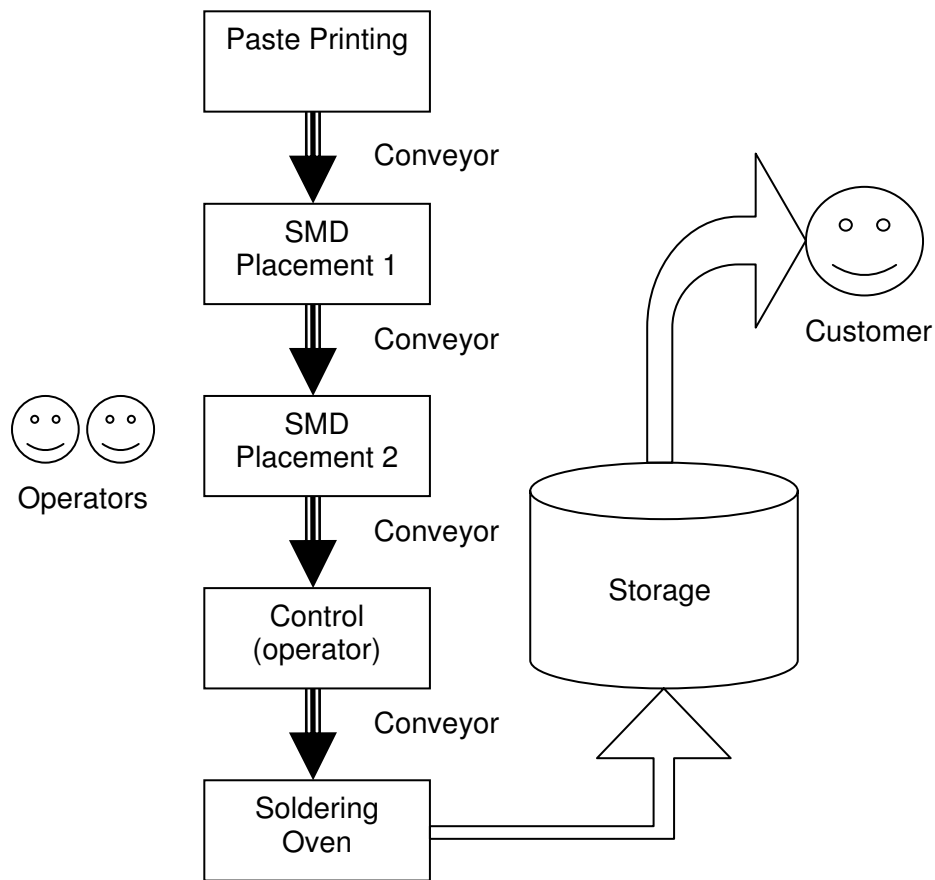 Paste Printing
Conveyor
SMD
Placement 1
Conveyor
SMD
Placement 2
Operators
Conveyor
Control
(operator)
Conveyor
Soldering
Oven
Storage
Customer